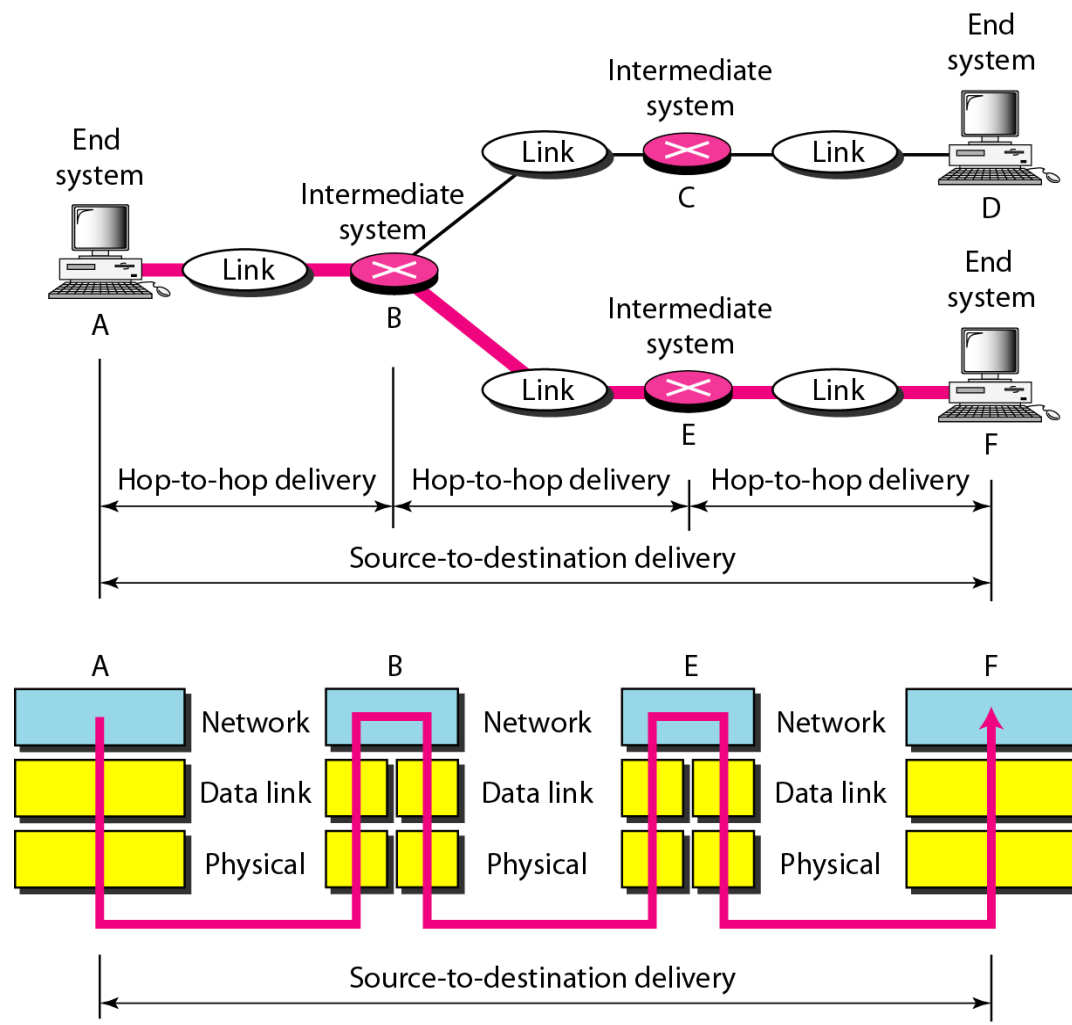 End
system
Intermediate
system
Link
C
Link
D
End
system
A
Link
Intermediate
system
B
End
system
Intermediate
system
Link
E
Link
F
Hop-to-hop delivery
Hop-to-hop delivery
Hop-to-hop delivery
Source-to-destination delivery
A
B
E
F
Network
Network
Network
Data link
Data link
Data link
Physical
Physical
Physical
Source-to-destination delivery